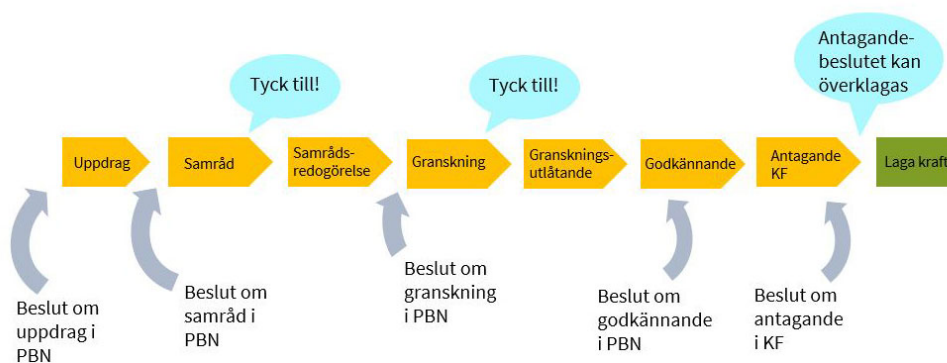 Tyck till!
Tyck till!
Antagande-
beslutet kan
överklagas
Uppdrag
Samråd
Samråds-
redogörelse
Granskning
Gransknings-
utlåtande
Godkännande
Antagande
KF
Laga kraft
Beslut om
uppdrag i
PBN
Beslut om
samråd i
PBN
Beslut om
granskning
i PBN
Beslut om
godkännande
i PBN
Beslut om
antagande
i KF